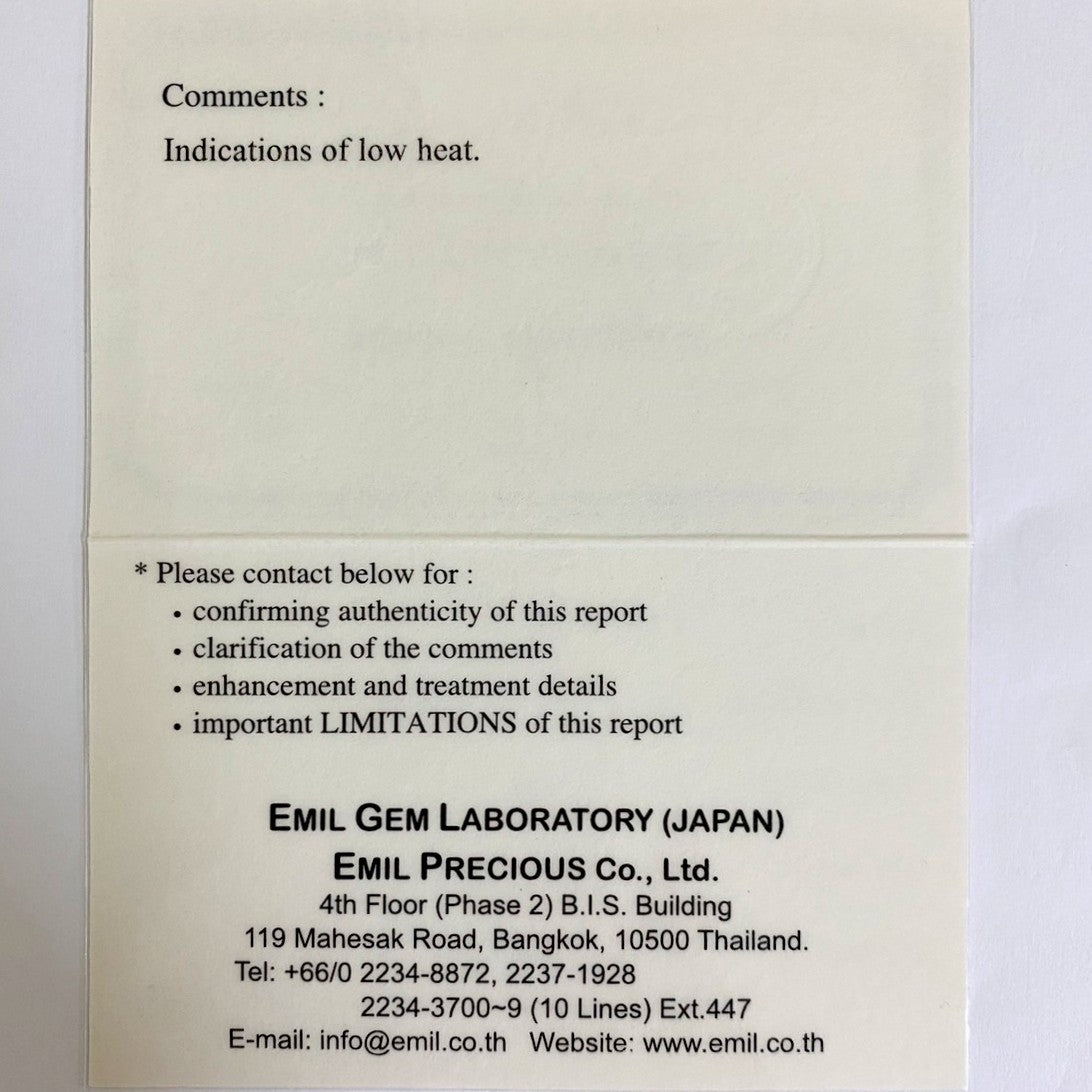 Comments :
Indications of low heat.
* Please contact below for :
• confirming authenticity of this report
• clarification of the comments
• enhancement and treatment details
• important LIMITATIONS of this report
EMIL GEM LABORATORY (JAPAN)
EMIL PRECIOUS Co., Ltd.
4th Floor (Phase 2) B.I.S. Building
119 Mahesak Road, Bangkok, 10500 Thailand.
Tel: +66/0 2234-8872, 2237-1928
2234-3700~9 (10 Lines) Ext.447
E-mail: info@emil.co.th Website: www.emil.co.th